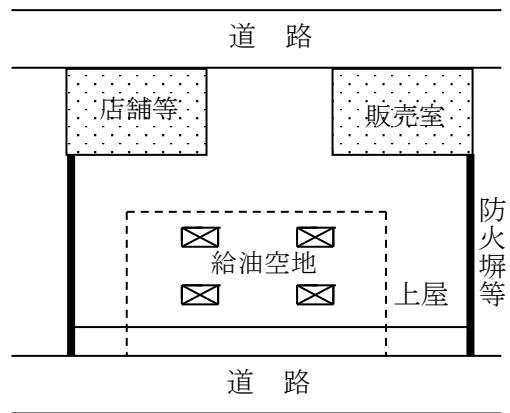 道　路
店舗等
販売室
防火塀等
給油空地
上屋
道　路